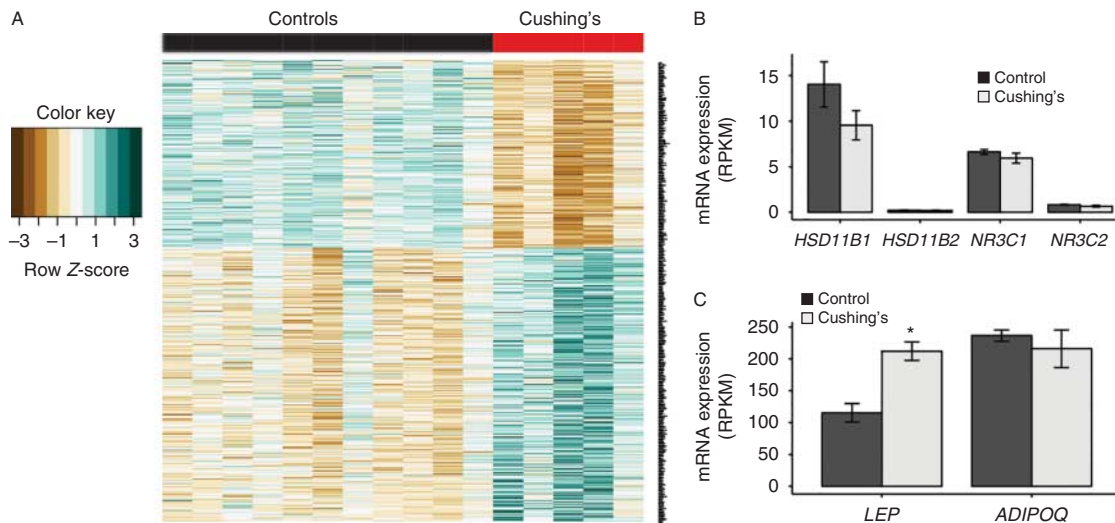 A
Controls
Cushing's
Color key
−3 −1 1 3
Row Z-score
B
Control
Cushing's
mRNA expression
(RPKM)
15
10
5
0
HSD11B1 HSD11B2 NR3C1 NR3C2
C
Control
Cushing's
*
mRNA expression
(RPKM)
250
200
150
100
50
0
LEP ADIPOQ